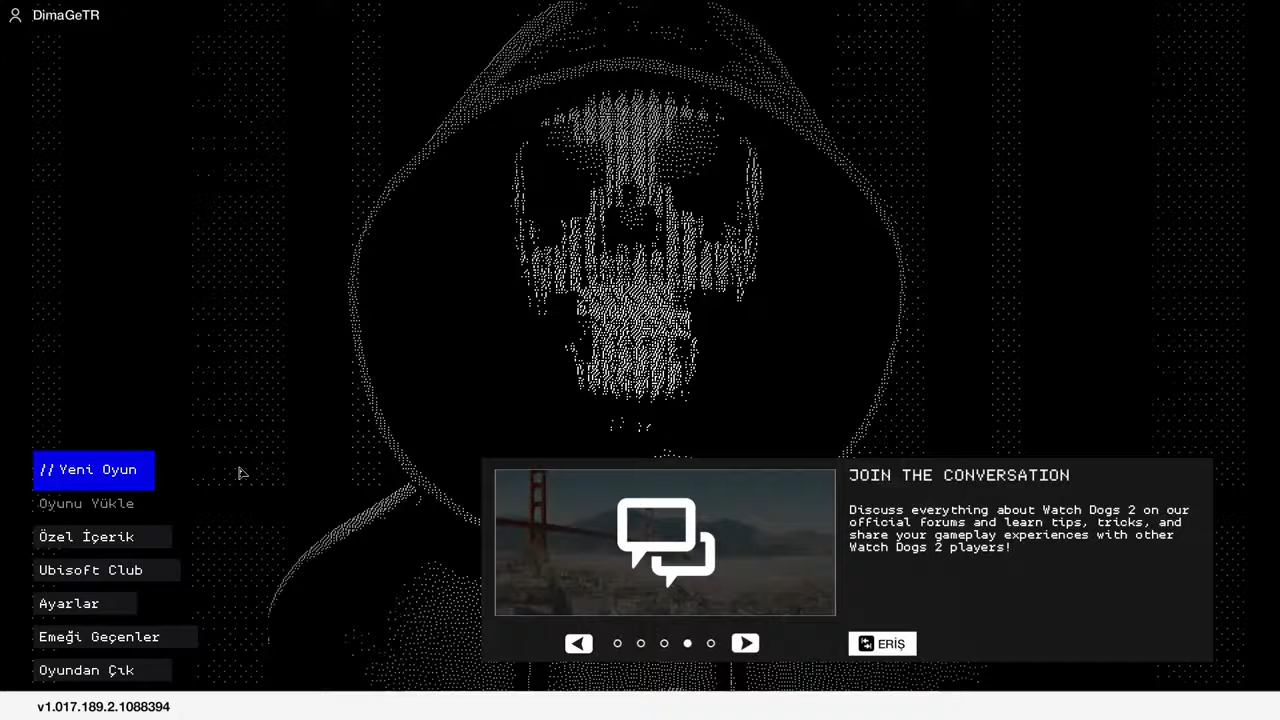 DimaGeTR
// Yeni Oyun
Oyunu Yükle
Özel İçerik
Ubisoft Club
Ayarlar
Emeği Geçenler
Oyundan Çık
JOIN THE CONVERSATION
Discuss everything about Watch Dogs 2 on our
official forums and learn tips, tricks, and
share your gameplay experiences with other
Watch Dogs 2 players!
ERİŞ
v1.017.189.2.1088394